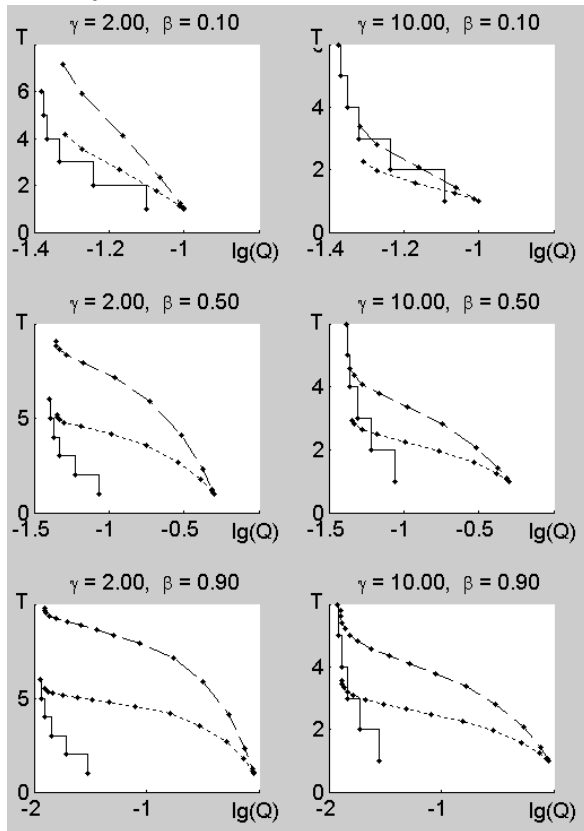 γ = 2.00, β = 0.10
T
6
4
2
0
-1.4
-1.2
-1
lg(Q)
γ = 10.00, β = 0.10
T
4
2
0
-1.4
-1.2
-1
lg(Q)
γ = 2.00, β = 0.50
T
5
0
-1.5
-1
-0.5
lg(Q)
γ = 10.00, β = 0.50
T
4
2
0
-1.5
-1
-0.5
lg(Q)
γ = 2.00, β = 0.90
T
5
0
-2
-1
lg(Q)
γ = 10.00, β = 0.90
T
4
2
0
-2
-1
lg(Q)